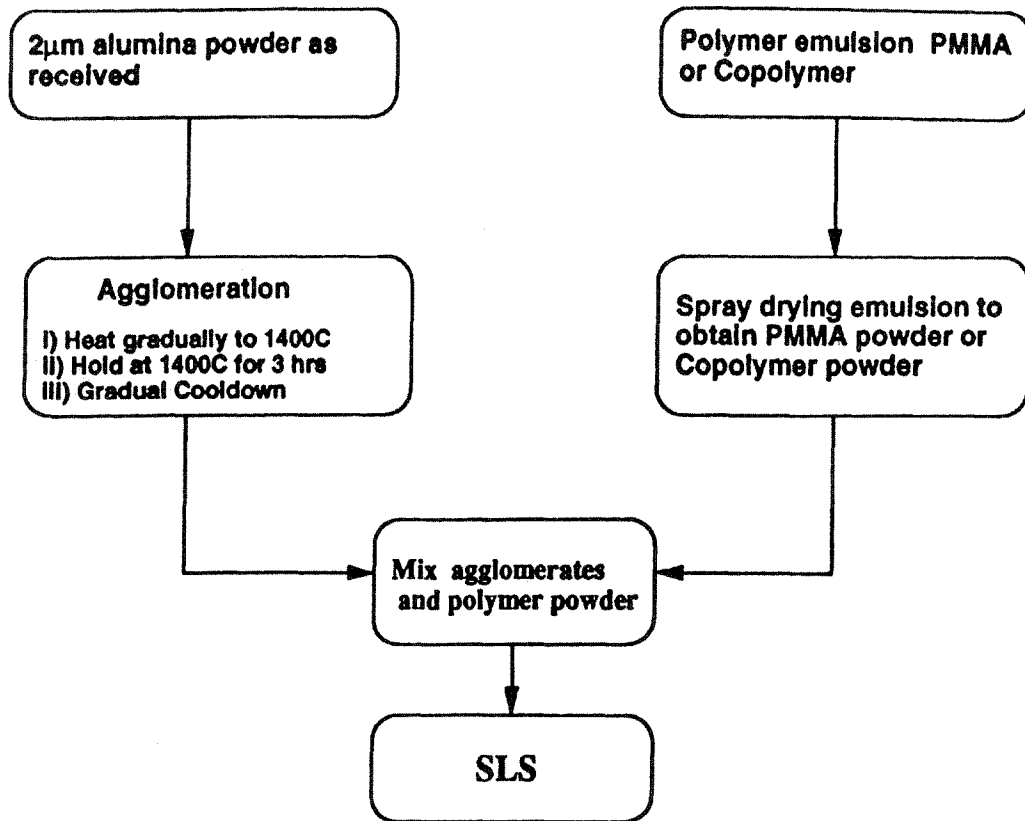 2μm alumina powder as
received
Polymer emulsion PMMA
or Copolymer
Agglomeration
i) Heat gradually to 1400C
ii) Hold at 1400C for 3 hrs
iii) Gradual Cooldown
Spray drying emulsion to
obtain PMMA powder or
Copolymer powder
Mix agglomerates
and polymer powder
SLS